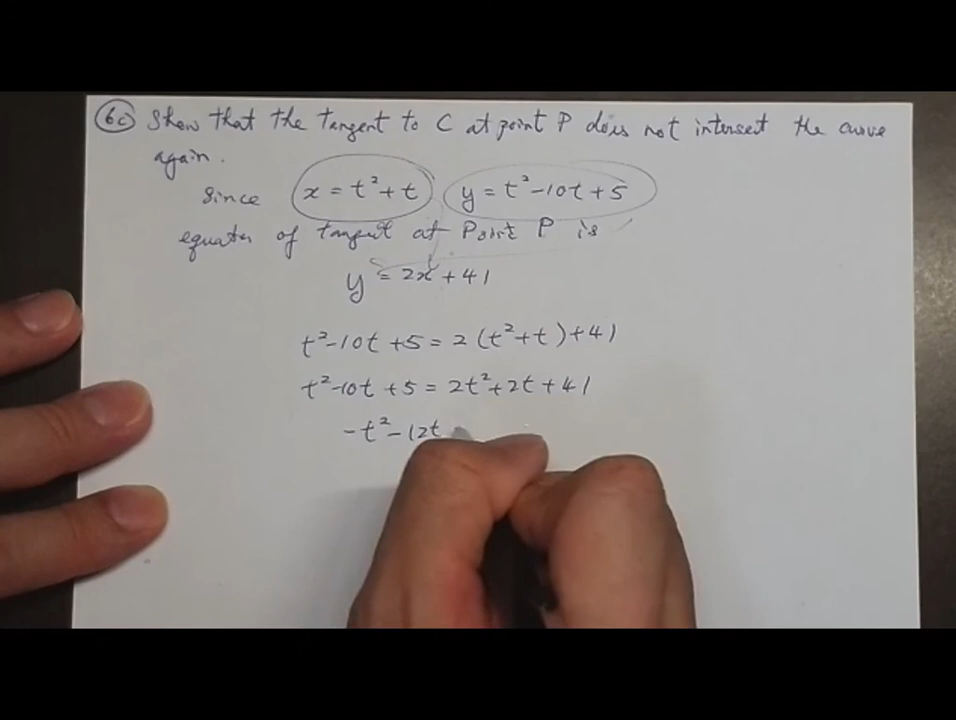 6c) Show that the tangent to C at point P does not intersect the curve
again.
Since x = t²+t y = t²-10t+5
equation of tangent at Point P is
y = 2x+41
t²-10t+5 = 2(t²+t)+41
t²-10t+5 = 2t²+2t+41
-t²-12t